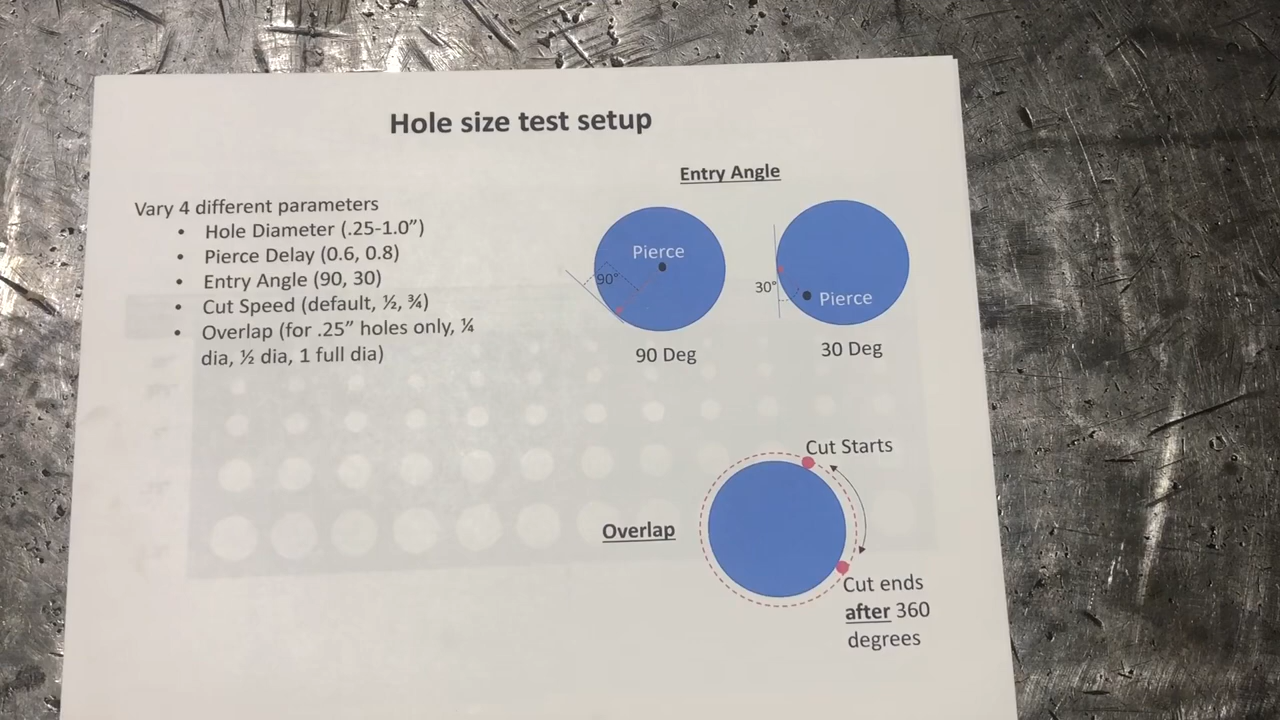 Hole size test setup
Entry Angle
Vary 4 different parameters
• Hole Diameter (.25-1.0”)
• Pierce Delay (0.6, 0.8)
• Entry Angle (90, 30)
• Cut Speed (default, ½, ¾)
• Overlap (for .25” holes only, ¼
dia, ½ dia, 1 full dia)
Pierce
90°
90 Deg
30°
Pierce
30 Deg
Cut Starts
Overlap
Cut ends
after 360
degrees